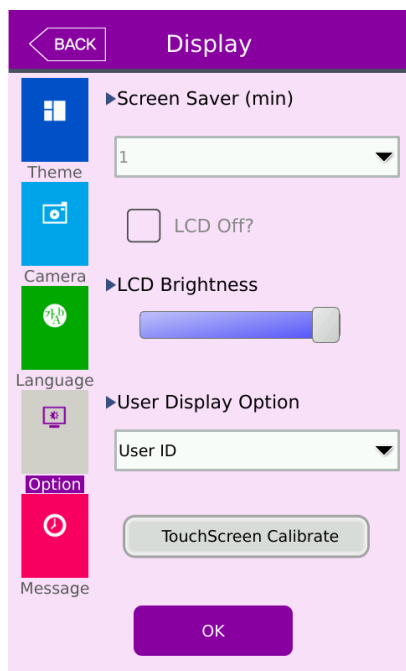 BACK
Display
Theme
Camera
Language
Option
Message
Screen Saver (min)
1
LCD Off?
LCD Brightness
User Display Option
User ID
TouchScreen Calibrate
OK